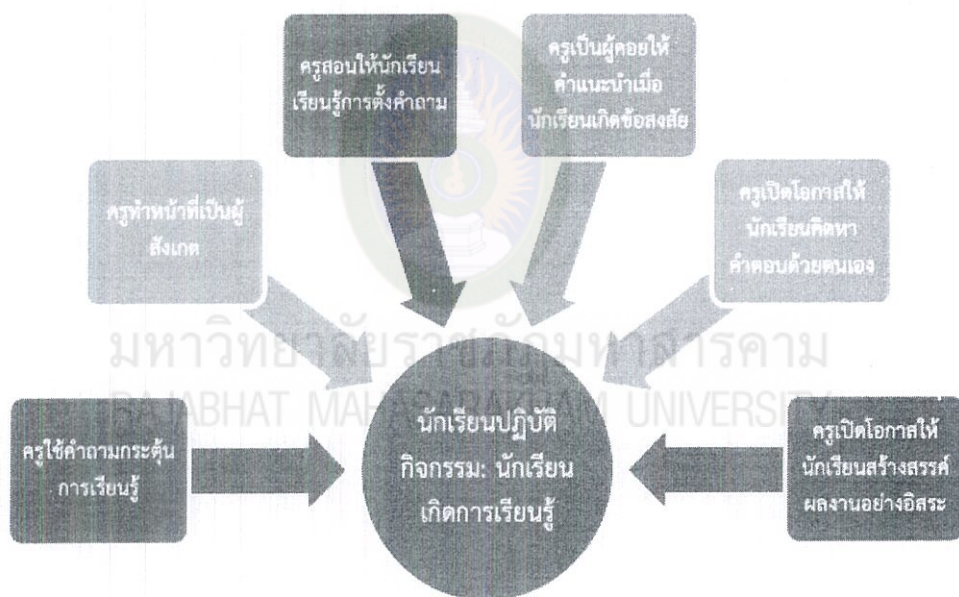 ครูสอนให้นักเรียน
เรียนรู้การตั้งคำถาม
ครูเป็นผู้คอยให้
คำแนะนำเมื่อ
นักเรียนเกิดข้อสงสัย
ครูทำหน้าที่เป็นผู้
สังเกต
ครูเปิดโอกาสให้
นักเรียนคิดหา
คำตอบด้วยตนเอง
มหาวิทยาลัยราชภัฏมหาสารคาม
RAJABHAT MAHASARAKHAM UNIVERSITY
ครูใช้คำถามกระตุ้น
การเรียนรู้
นักเรียนปฏิบัติ
กิจกรรม: นักเรียน
เกิดการเรียนรู้
ครูเปิดโอกาสให้
นักเรียนสร้างสรรค์
ผลงานอย่างอิสระ